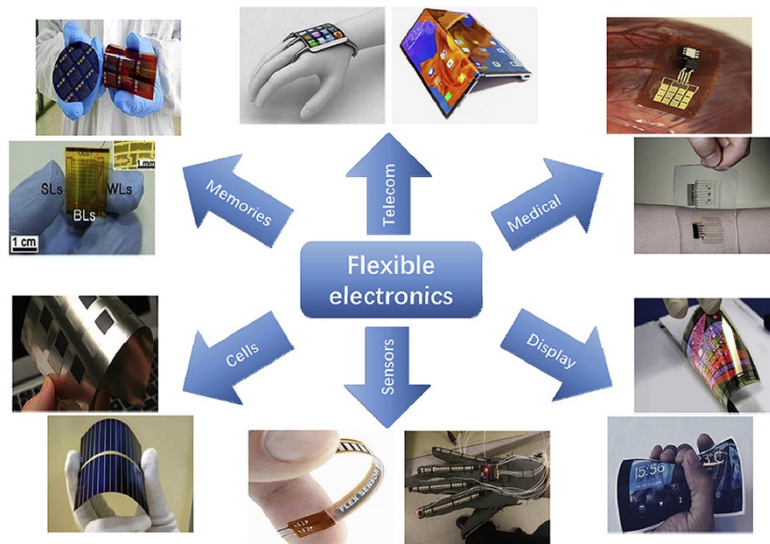 SLs
WLs
BLs
1 mm
1 cm
Memories
Telecom
Medical
Flexible
electronics
Cells
Sensors
Display
FLEX SENSOR
15:56
3°C